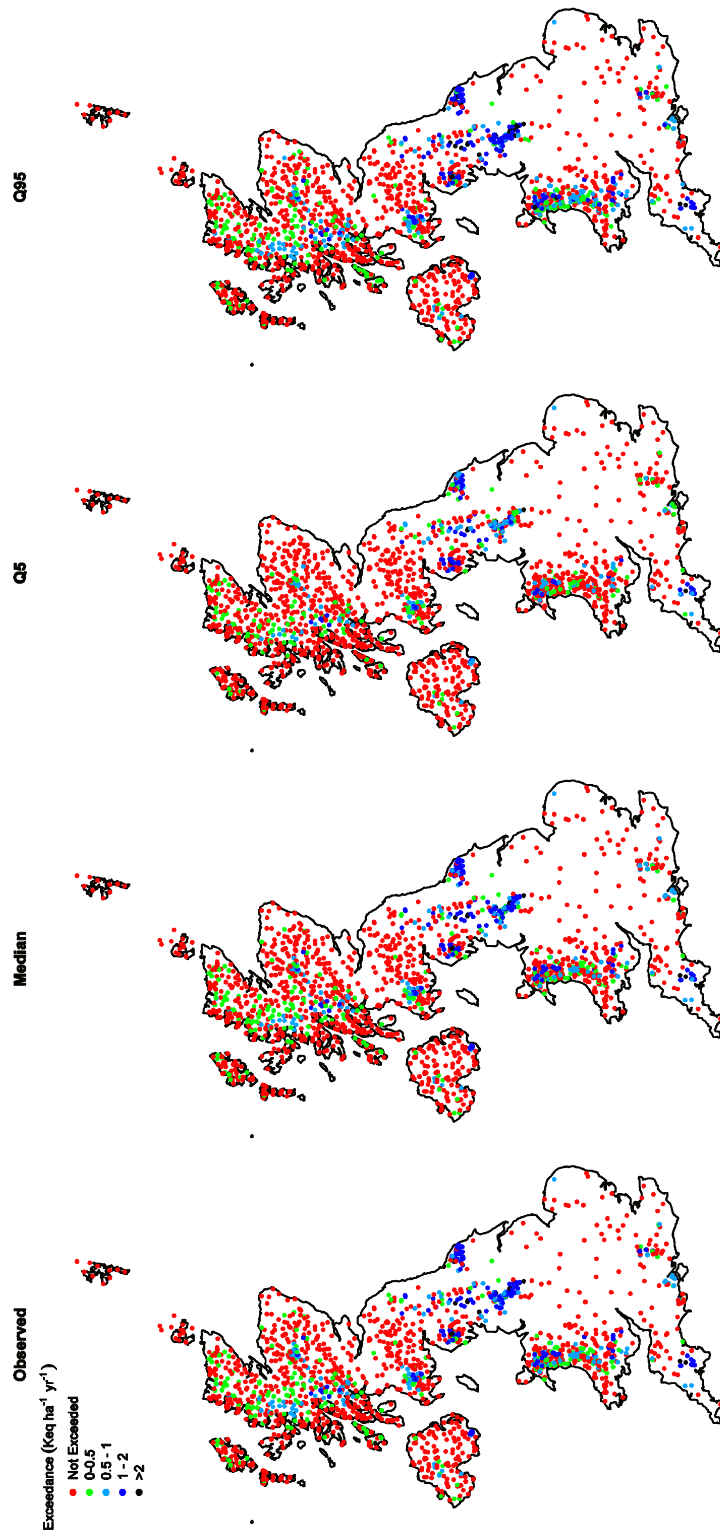 Observed
Median
Q5
Q95
Exceedance (Keq ha⁻¹ yr⁻¹)
Not Exceeded
0-0.5
0.5 - 1
1 - 2
>2